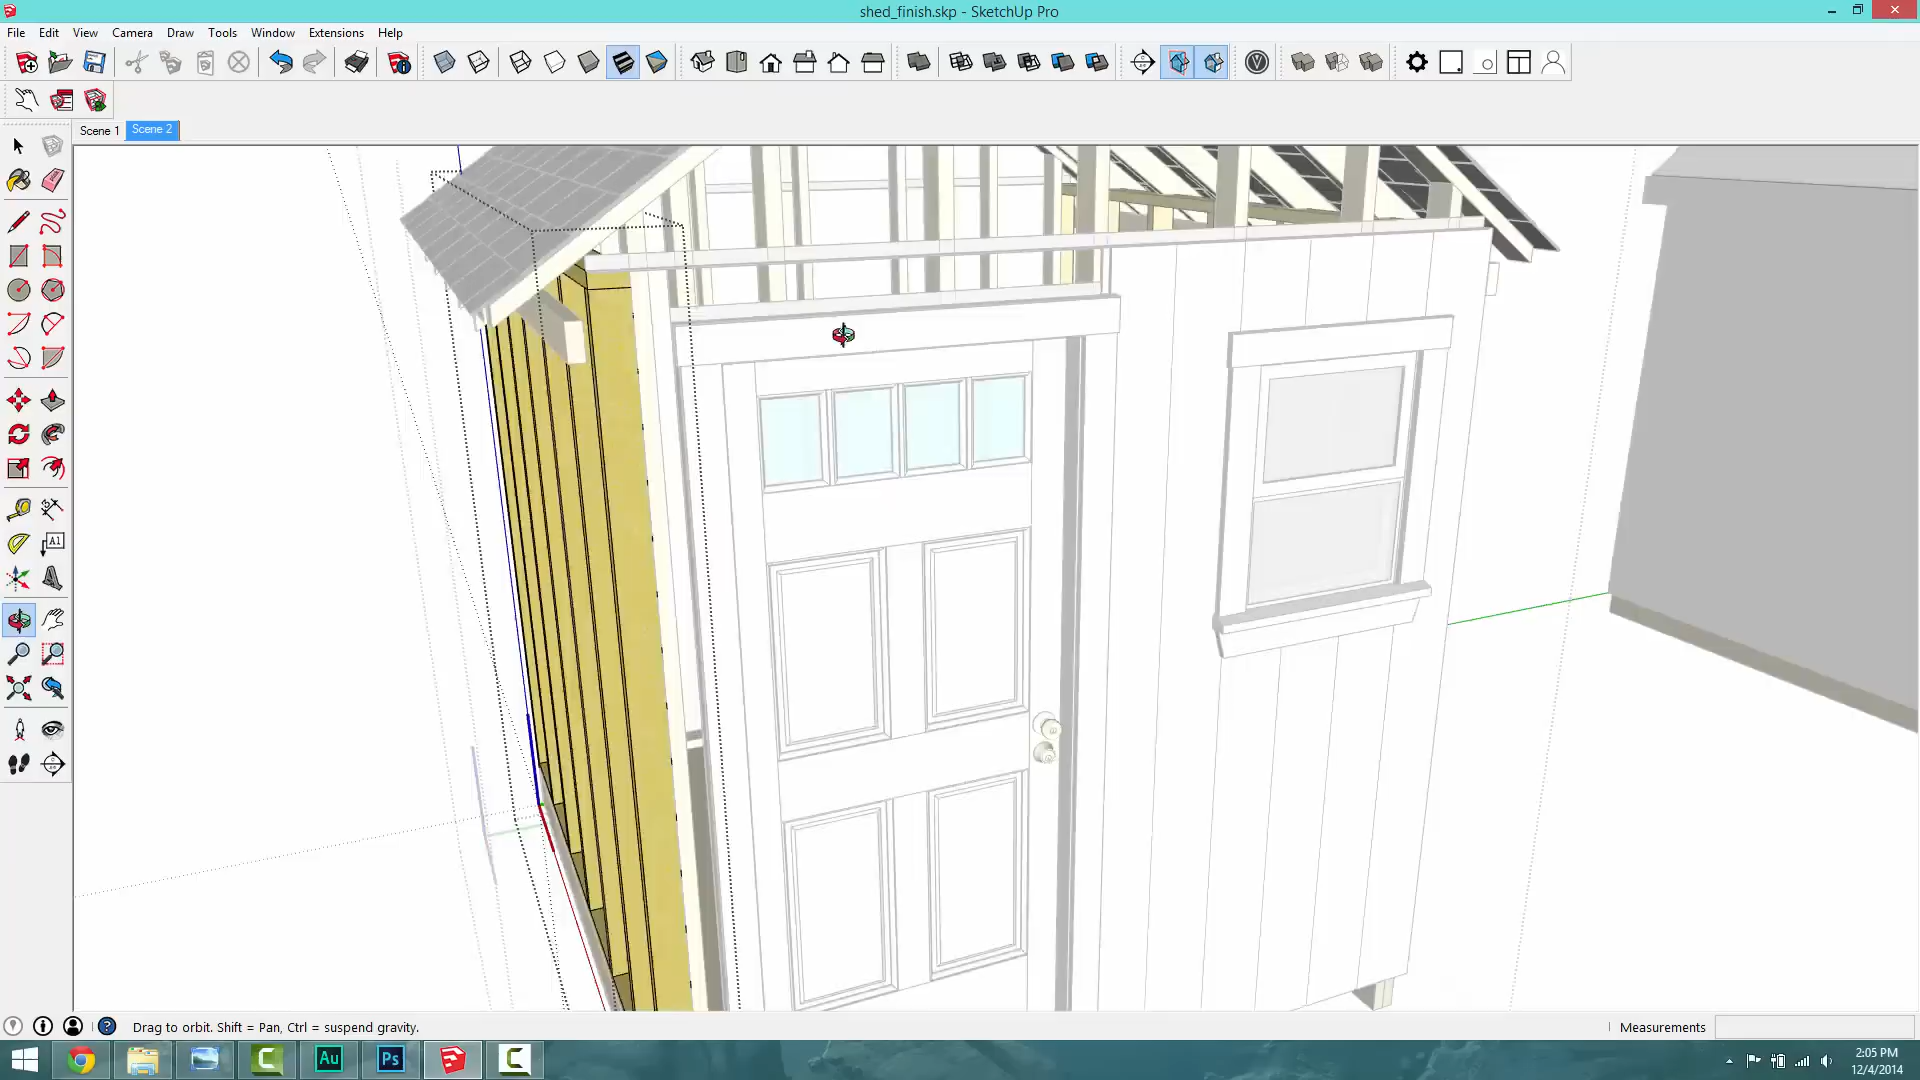 shed_finish.skp - SketchUp Pro
File Edit View Camera Draw Tools Window Extensions Help
Scene 1 Scene 2
A1
Drag to orbit. Shift = Pan, Ctrl = suspend gravity.
Measurements
Au
Ps
2:05 PM
12/4/2014